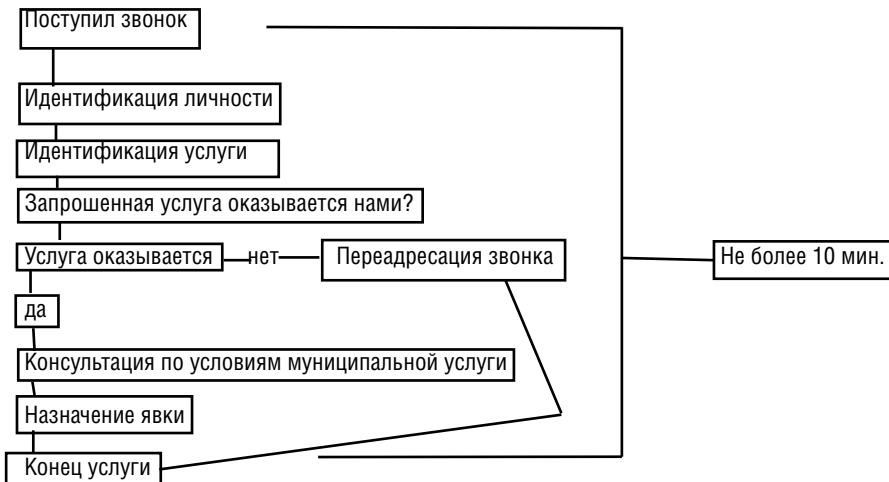 Поступил звонок
Идентификация личности
Идентификация услуги
Запрошенная услуга оказывается нами?
Услуга оказывается
нет
Переадресация звонка
Не более 10 мин.
да
Консультация по условиям муниципальной услуги
Назначение явки
Конец услуги